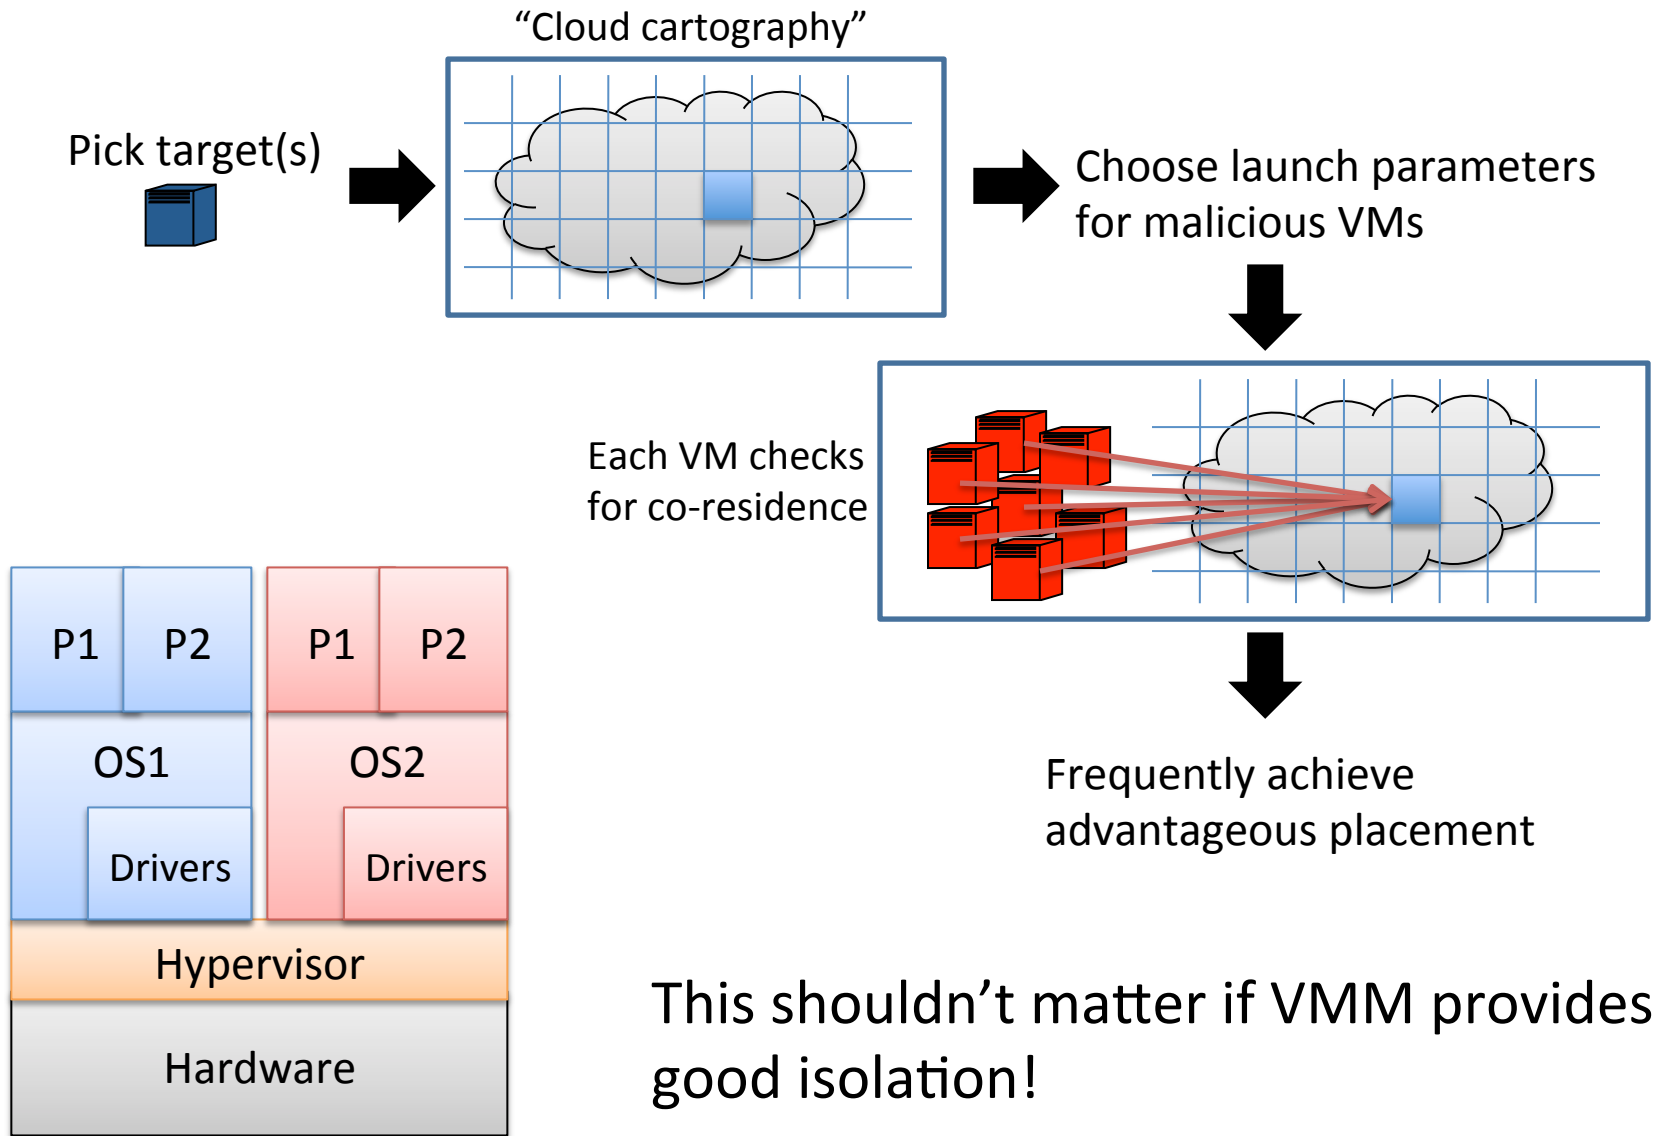 “Cloud cartography”
Pick target(s)
Choose launch parameters
for malicious VMs
Each VM checks
for co-residence
Frequently achieve
advantageous placement
P1
P2
P1
P2
OS1
OS2
Drivers
Drivers
Hypervisor
Hardware
This shouldn’t matter if VMM provides
good isolation!